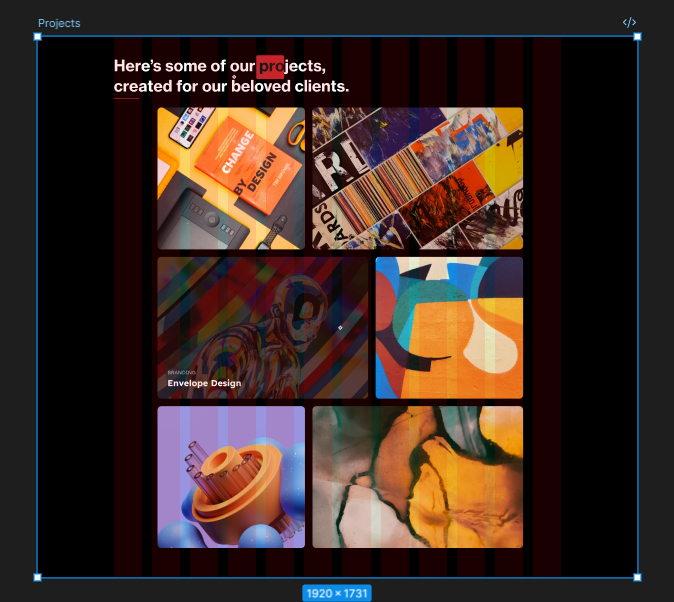 Projects
</>
Here's some of our projects,
created for our beloved clients.
CHANGE
BY
DESIGN
ARDS
BRANDING
Envelope Design
1920 × 1731